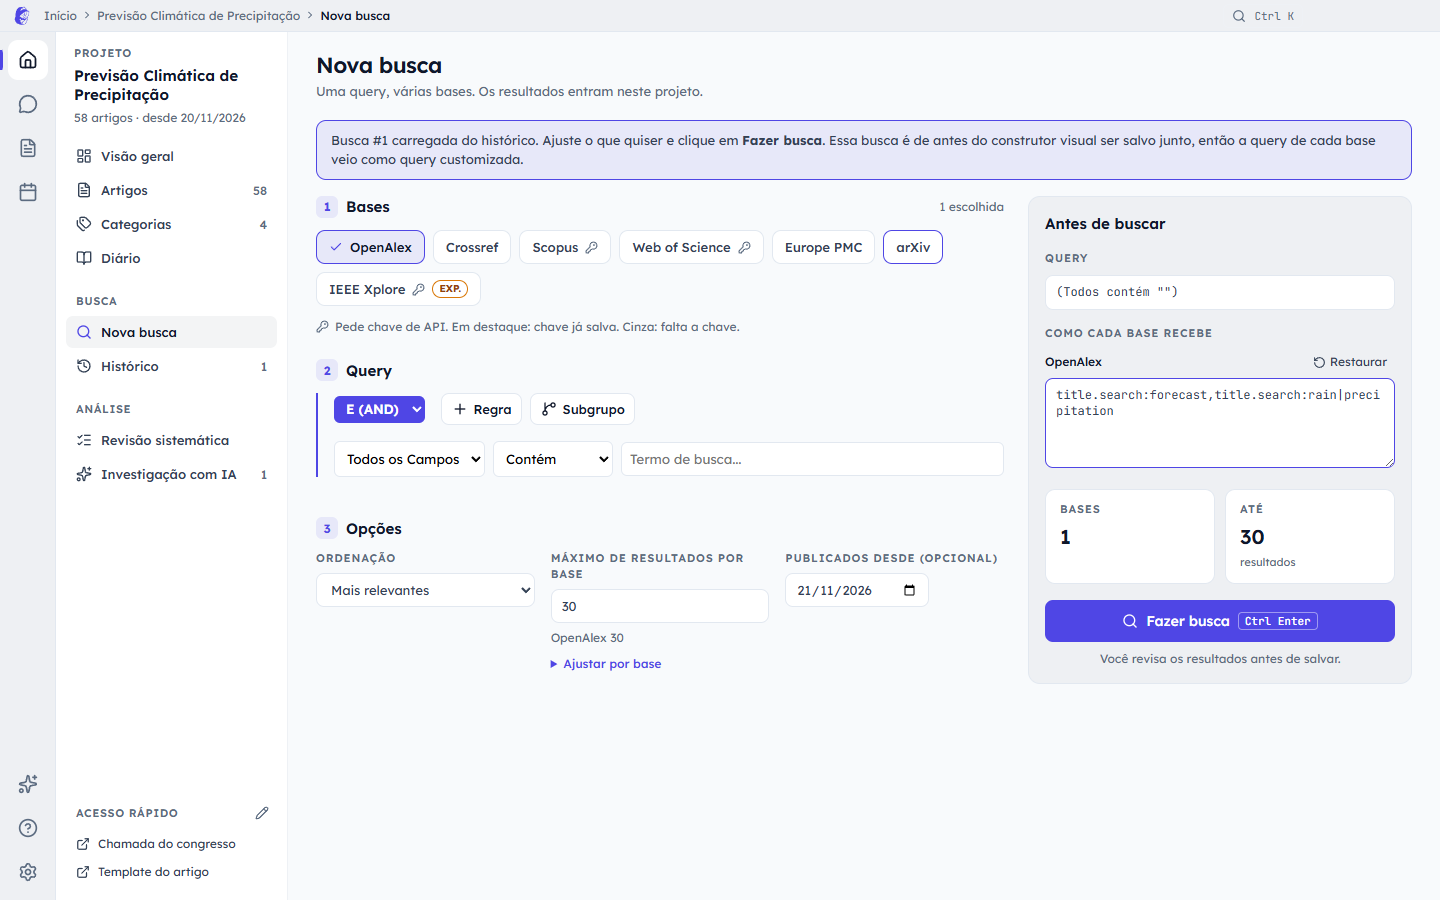 Início > Previsão Climática de Precipitação > Nova busca
Ctrl K
PROJETO
Previsão Climática de
Precipitação
58 artigos · desde 20/11/2026
Visão geral
Artigos 58
Categorias 4
Diário
BUSCA
Nova busca
Histórico 1
ANÁLISE
Revisão sistemática
Investigação com IA 1
ACESSO RÁPIDO
Chamada do congresso
Template do artigo
Nova busca
Uma query, várias bases. Os resultados entram neste projeto.
Busca #1 carregada do histórico. Ajuste o que quiser e clique em Fazer busca. Essa busca é de antes do construtor visual ser salvo junto, então a query de cada base
veio como query customizada.
1 Bases 1 escolhida
OpenAlex Crossref Scopus Web of Science Europe PMC arXiv
IEEE Xplore EXP.
Pede chave de API. Em destaque: chave já salva. Cinza: falta a chave.
2 Query
E (AND) Regra Subgrupo
Todos os Campos Contém Termo de busca...
3 Opções
ORDENAÇÃO
Mais relevantes
MÁXIMO DE RESULTADOS POR
BASE
30
OpenAlex 30
Ajustar por base
PUBLICADOS DESDE (OPCIONAL)
21/11/2026
Antes de buscar
QUERY
(Todos contém "")
COMO CADA BASE RECEBE
OpenAlex Restaurar
title.search:forecast,title.search:rain|preci
pitation
BASES
1
ATÉ
30
resultados
Fazer busca Ctrl Enter
Você revisa os resultados antes de salvar.